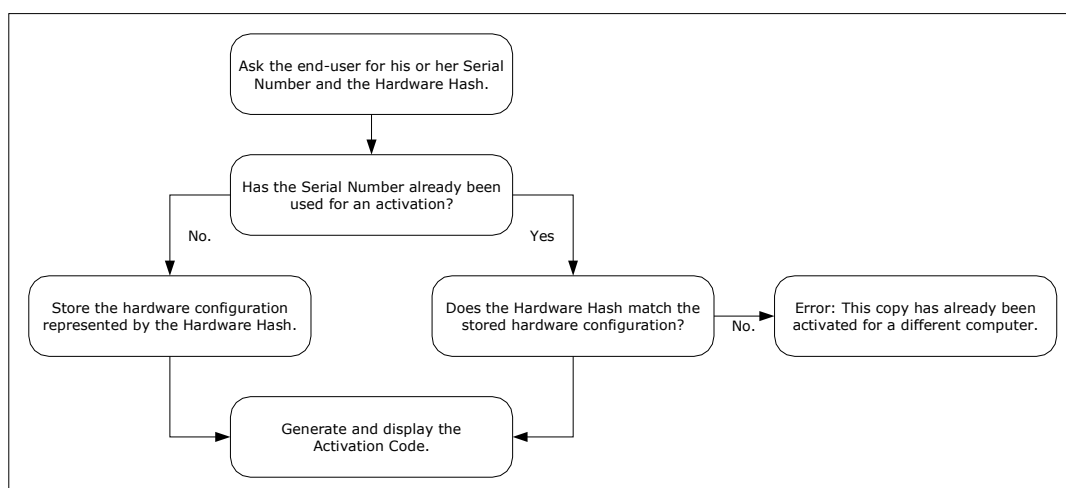 Ask the end-user for his or her Serial
Number and the Hardware Hash.
Has the Serial Number already been
used for an activation?
No.
Yes
Store the hardware configuration
represented by the Hardware Hash.
Does the Hardware Hash match the
stored hardware configuration?
No.
Error: This copy has already been
activated for a different computer.
Generate and display the
Activation Code.